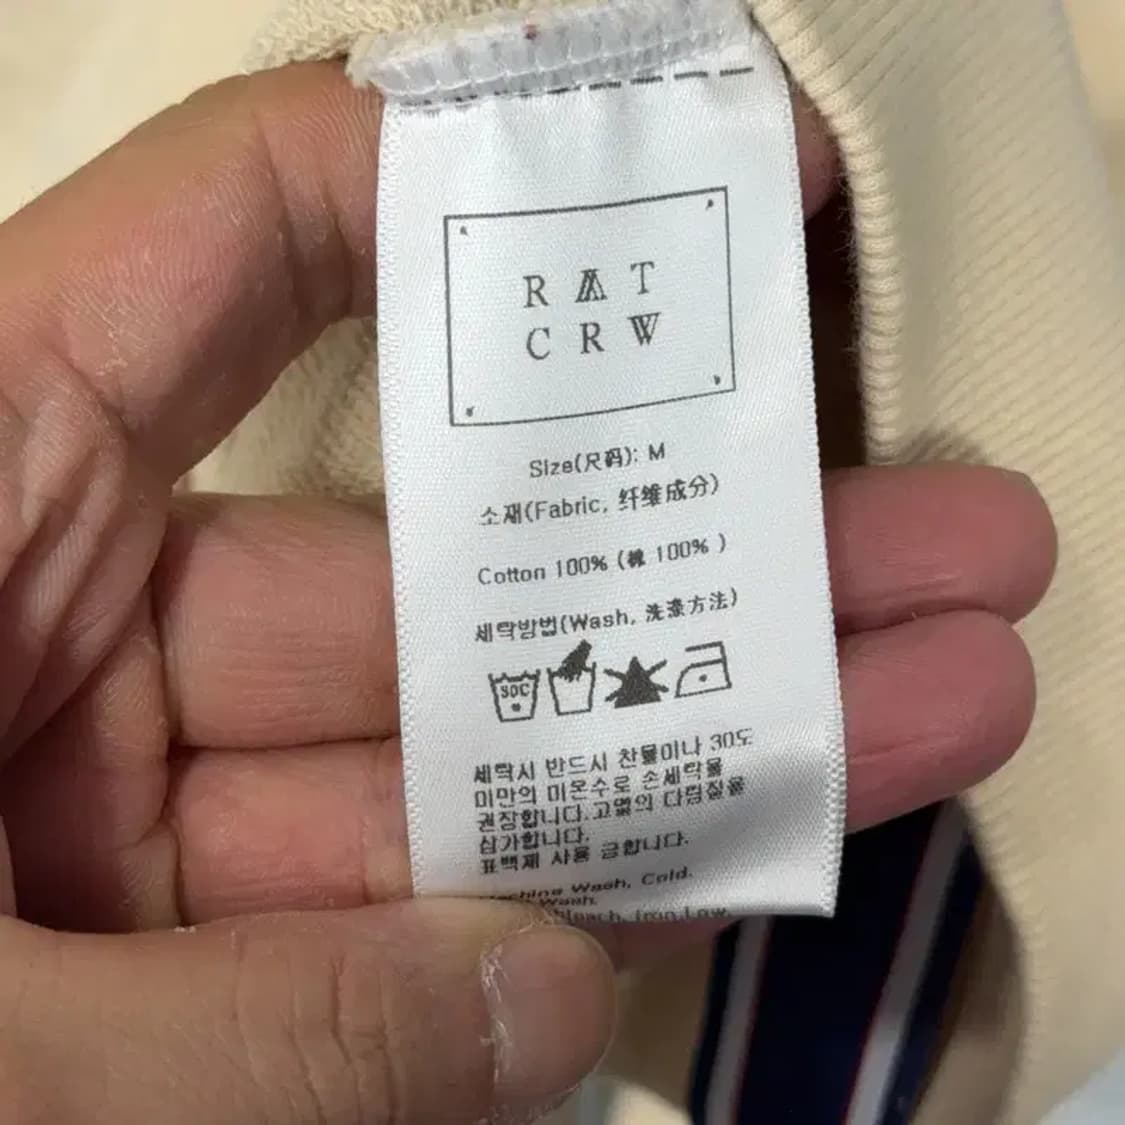 R A T
C R W
Size(尺码): M
소재(Fabric, 纤维成分)
Cotton 100% (棉 100% )
세탁방법(Wash, 洗涤方法)
30C
세탁시 반드시 찬물이나 30도
미만의 미온수로 손세탁을
권장합니다.고열의 다림질을
삼가합니다.
표백제 사용 금합니다.
Wash, Cold.
Wash.
Iron,Low.